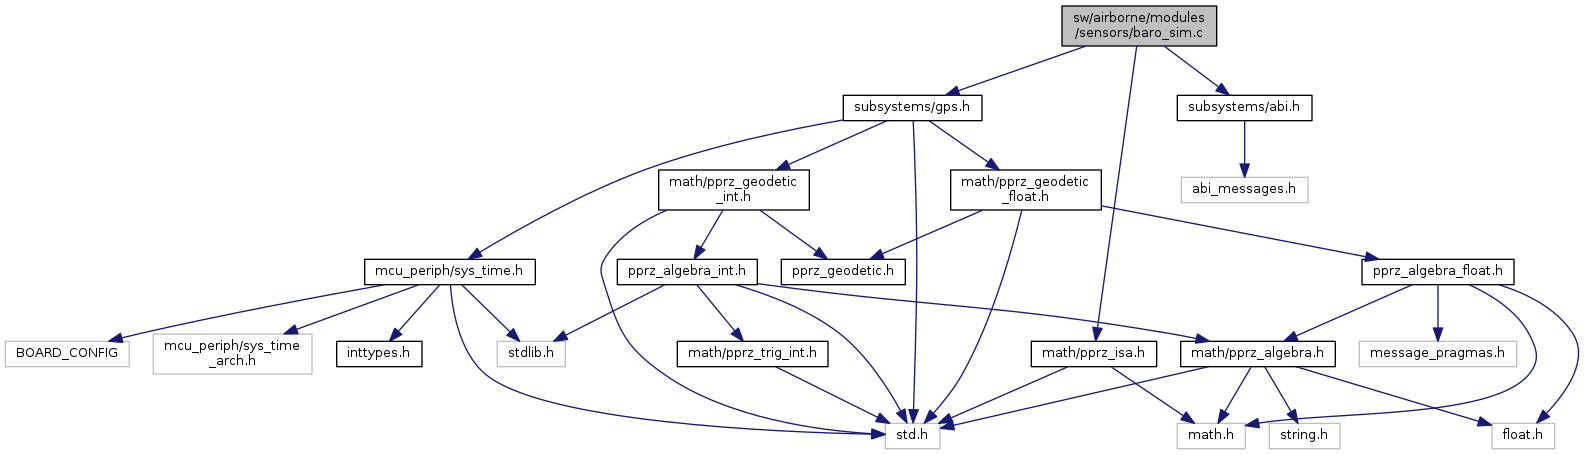 sw/airborne/modules
/sensors/baro_sim.c
subsystems/gps.h
subsystems/abi.h
math/pprz_geodetic
_int.h
math/pprz_geodetic
_float.h
abi_messages.h
mcu_periph/sys_time.h
pprz_algebra_int.h
pprz_geodetic.h
pprz_algebra_float.h
BOARD_CONFIG
mcu_periph/sys_time
_arch.h
inttypes.h
stdlib.h
math/pprz_trig_int.h
math/pprz_isa.h
math/pprz_algebra.h
message_pragmas.h
std.h
math.h
string.h
float.h